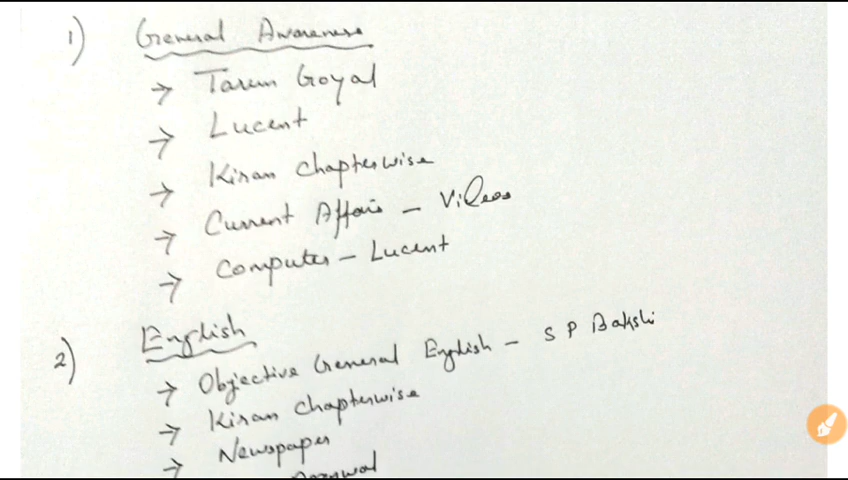 1) General Awareness
→ Tarun Goyal
→ Lucent
→ Kiran Chapterwise
→ Current Affairs - Videos
→ Computer - Lucent
2) English
→ Objective General English - S P Bakshi
→ Kiran Chapterwise
→ Newspaper